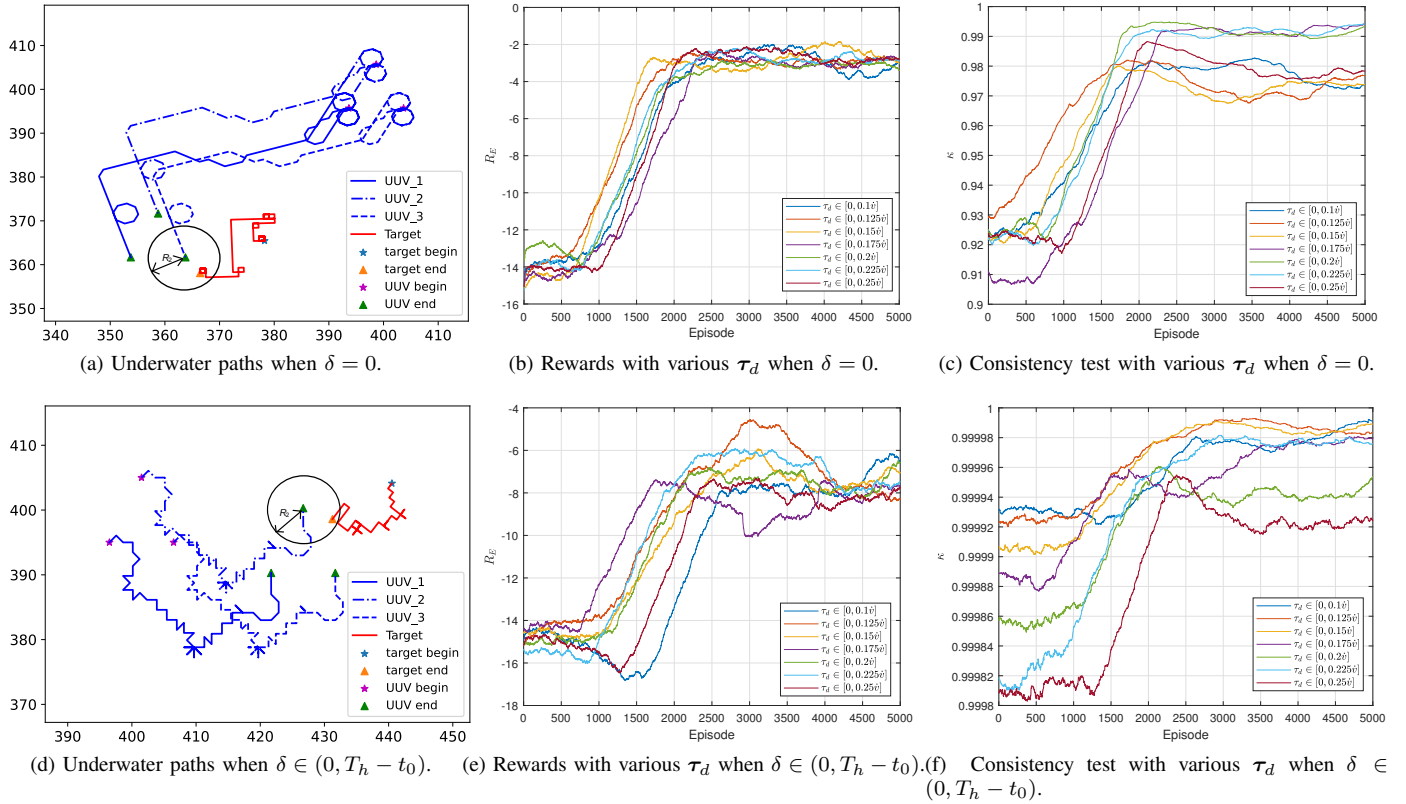 410
400
390
380
370
360
350
340 350 360 370 380 390 400 410
R₂
UUV_1
UUV_2
UUV_3
Target
target begin
target end
UUV begin
UUV end
(a) Underwater paths when δ = 0.
0
-2
-4
-6
-8
-10
-12
-14
-16
R_E
0 500 1000 1500 2000 2500 3000 3500 4000 4500 5000
Episode
τ_d ∈ [0, 0.1v̇]
τ_d ∈ [0, 0.125v̇]
τ_d ∈ [0, 0.15v̇]
τ_d ∈ [0, 0.175v̇]
τ_d ∈ [0, 0.2v̇]
τ_d ∈ [0, 0.225v̇]
τ_d ∈ [0, 0.25v̇]
(b) Rewards with various τ_d when δ = 0.
1
0.99
0.98
0.97
0.96
0.95
0.94
0.93
0.92
0.91
0.9
κ
0 500 1000 1500 2000 2500 3000 3500 4000 4500 5000
Episode
τ_d ∈ [0, 0.1v̇]
τ_d ∈ [0, 0.125v̇]
τ_d ∈ [0, 0.15v̇]
τ_d ∈ [0, 0.175v̇]
τ_d ∈ [0, 0.2v̇]
τ_d ∈ [0, 0.225v̇]
τ_d ∈ [0, 0.25v̇]
(c) Consistency test with various τ_d when δ = 0.
410
400
390
380
370
390 400 410 420 430 440 450
R₂
UUV_1
UUV_2
UUV_3
Target
target begin
target end
UUV begin
UUV end
(d) Underwater paths when δ ∈ (0, T_h − t_0).
-4
-6
-8
-10
-12
-14
-16
-18
R_E
0 500 1000 1500 2000 2500 3000 3500 4000 4500 5000
Episode
τ_d ∈ [0, 0.1v̇]
τ_d ∈ [0, 0.125v̇]
τ_d ∈ [0, 0.15v̇]
τ_d ∈ [0, 0.175v̇]
τ_d ∈ [0, 0.2v̇]
τ_d ∈ [0, 0.225v̇]
τ_d ∈ [0, 0.25v̇]
(e) Rewards with various τ_d when δ ∈ (0, T_h − t_0).
1
0.99998
0.99996
0.99994
0.99992
0.9999
0.99988
0.99986
0.99984
0.99982
0.9998
κ
0 500 1000 1500 2000 2500 3000 3500 4000 4500 5000
Episode
τ_d ∈ [0, 0.1v̇]
τ_d ∈ [0, 0.125v̇]
τ_d ∈ [0, 0.15v̇]
τ_d ∈ [0, 0.175v̇]
τ_d ∈ [0, 0.2v̇]
τ_d ∈ [0, 0.225v̇]
τ_d ∈ [0, 0.25v̇]
(f) Consistency test with various τ_d when δ ∈
(0, T_h − t_0).